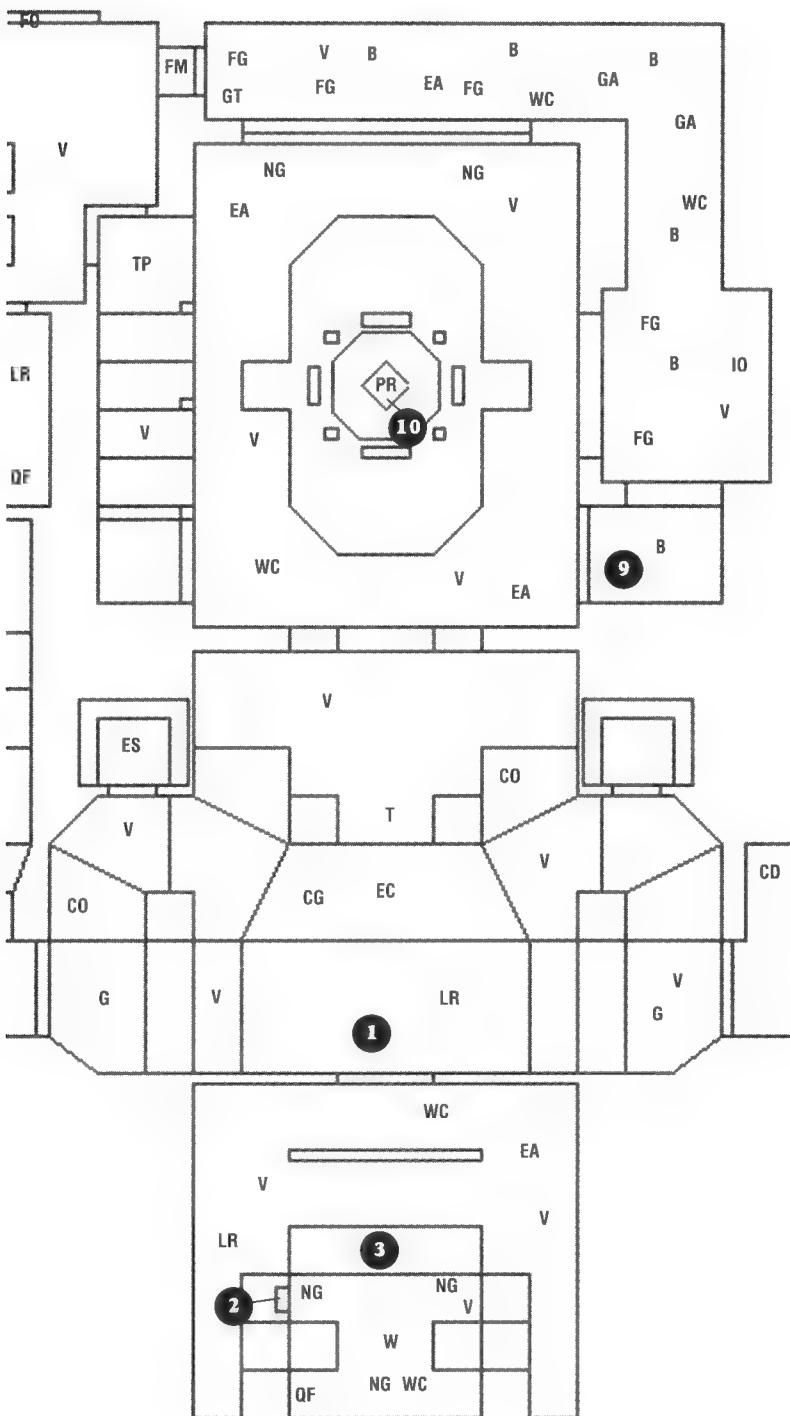 FO
FM FG V B B B
GT FG EA FG WC GA
V GA
NG NG
EA V WC
B
TP
FG
LR PR B IO
V
10
V V FG
QF
9 B
WC V EA
V
ES CO
T
V V
CO CG EC CD
G V LR V
G
1
WC
EA
V
V
LR 3
NG NG
2 V
W
QF NG WC